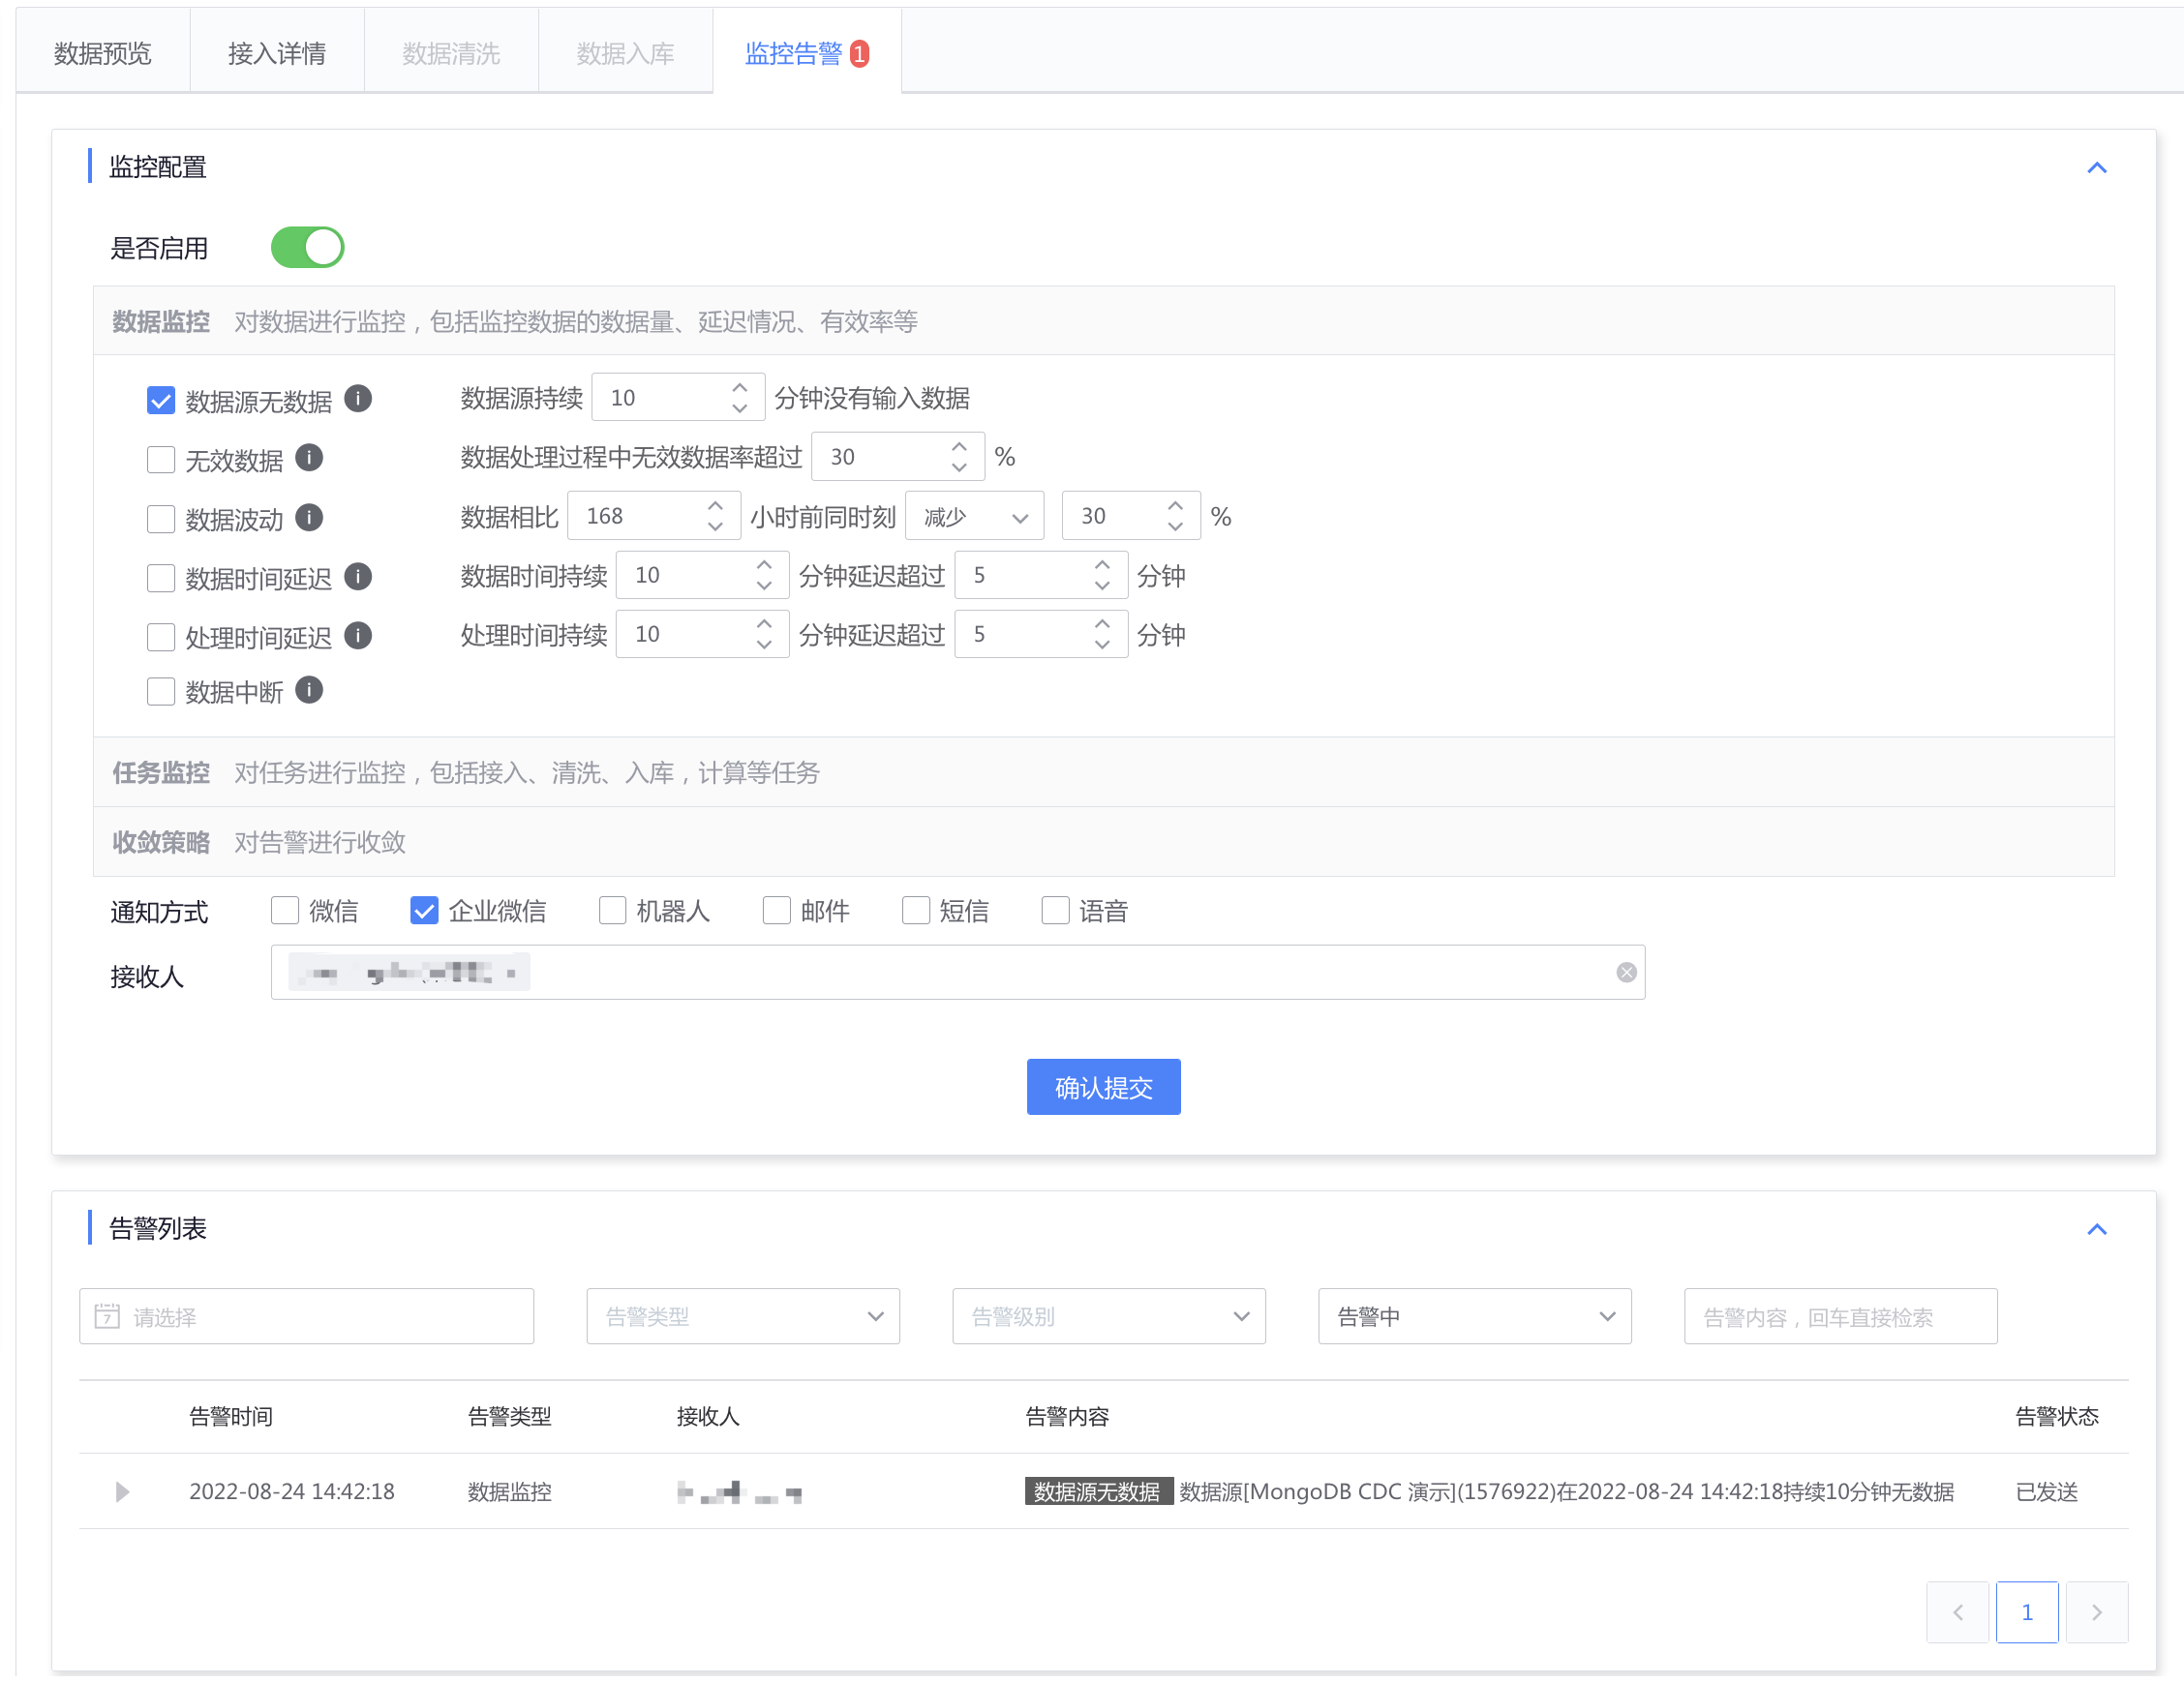 数据预览 接入详情 数据清洗 数据入库 监控告警 1
监控配置
是否启用
数据监控 对数据进行监控，包括监控数据的数据量、延迟情况、有效率等
数据源无数据 i 数据源持续 10 分钟没有输入数据
无效数据 i 数据处理过程中无效数据率超过 30 %
数据波动 i 数据相比 168 小时前同时刻 减少 30 %
数据时间延迟 i 数据时间持续 10 分钟延迟超过 5 分钟
处理时间延迟 i 处理时间持续 10 分钟延迟超过 5 分钟
数据中断 i
任务监控 对任务进行监控，包括接入、清洗、入库，计算等任务
收敛策略 对告警进行收敛
通知方式 微信 企业微信 机器人 邮件 短信 语音
接收人
确认提交
告警列表
7 请选择 告警类型 告警级别 告警中 告警内容，回车直接检索
告警时间 告警类型 接收人 告警内容 告警状态
2022-08-24 14:42:18 数据监控 数据源无数据 数据源[MongoDB CDC 演示](1576922)在2022-08-24 14:42:18持续10分钟无数据 已发送
1